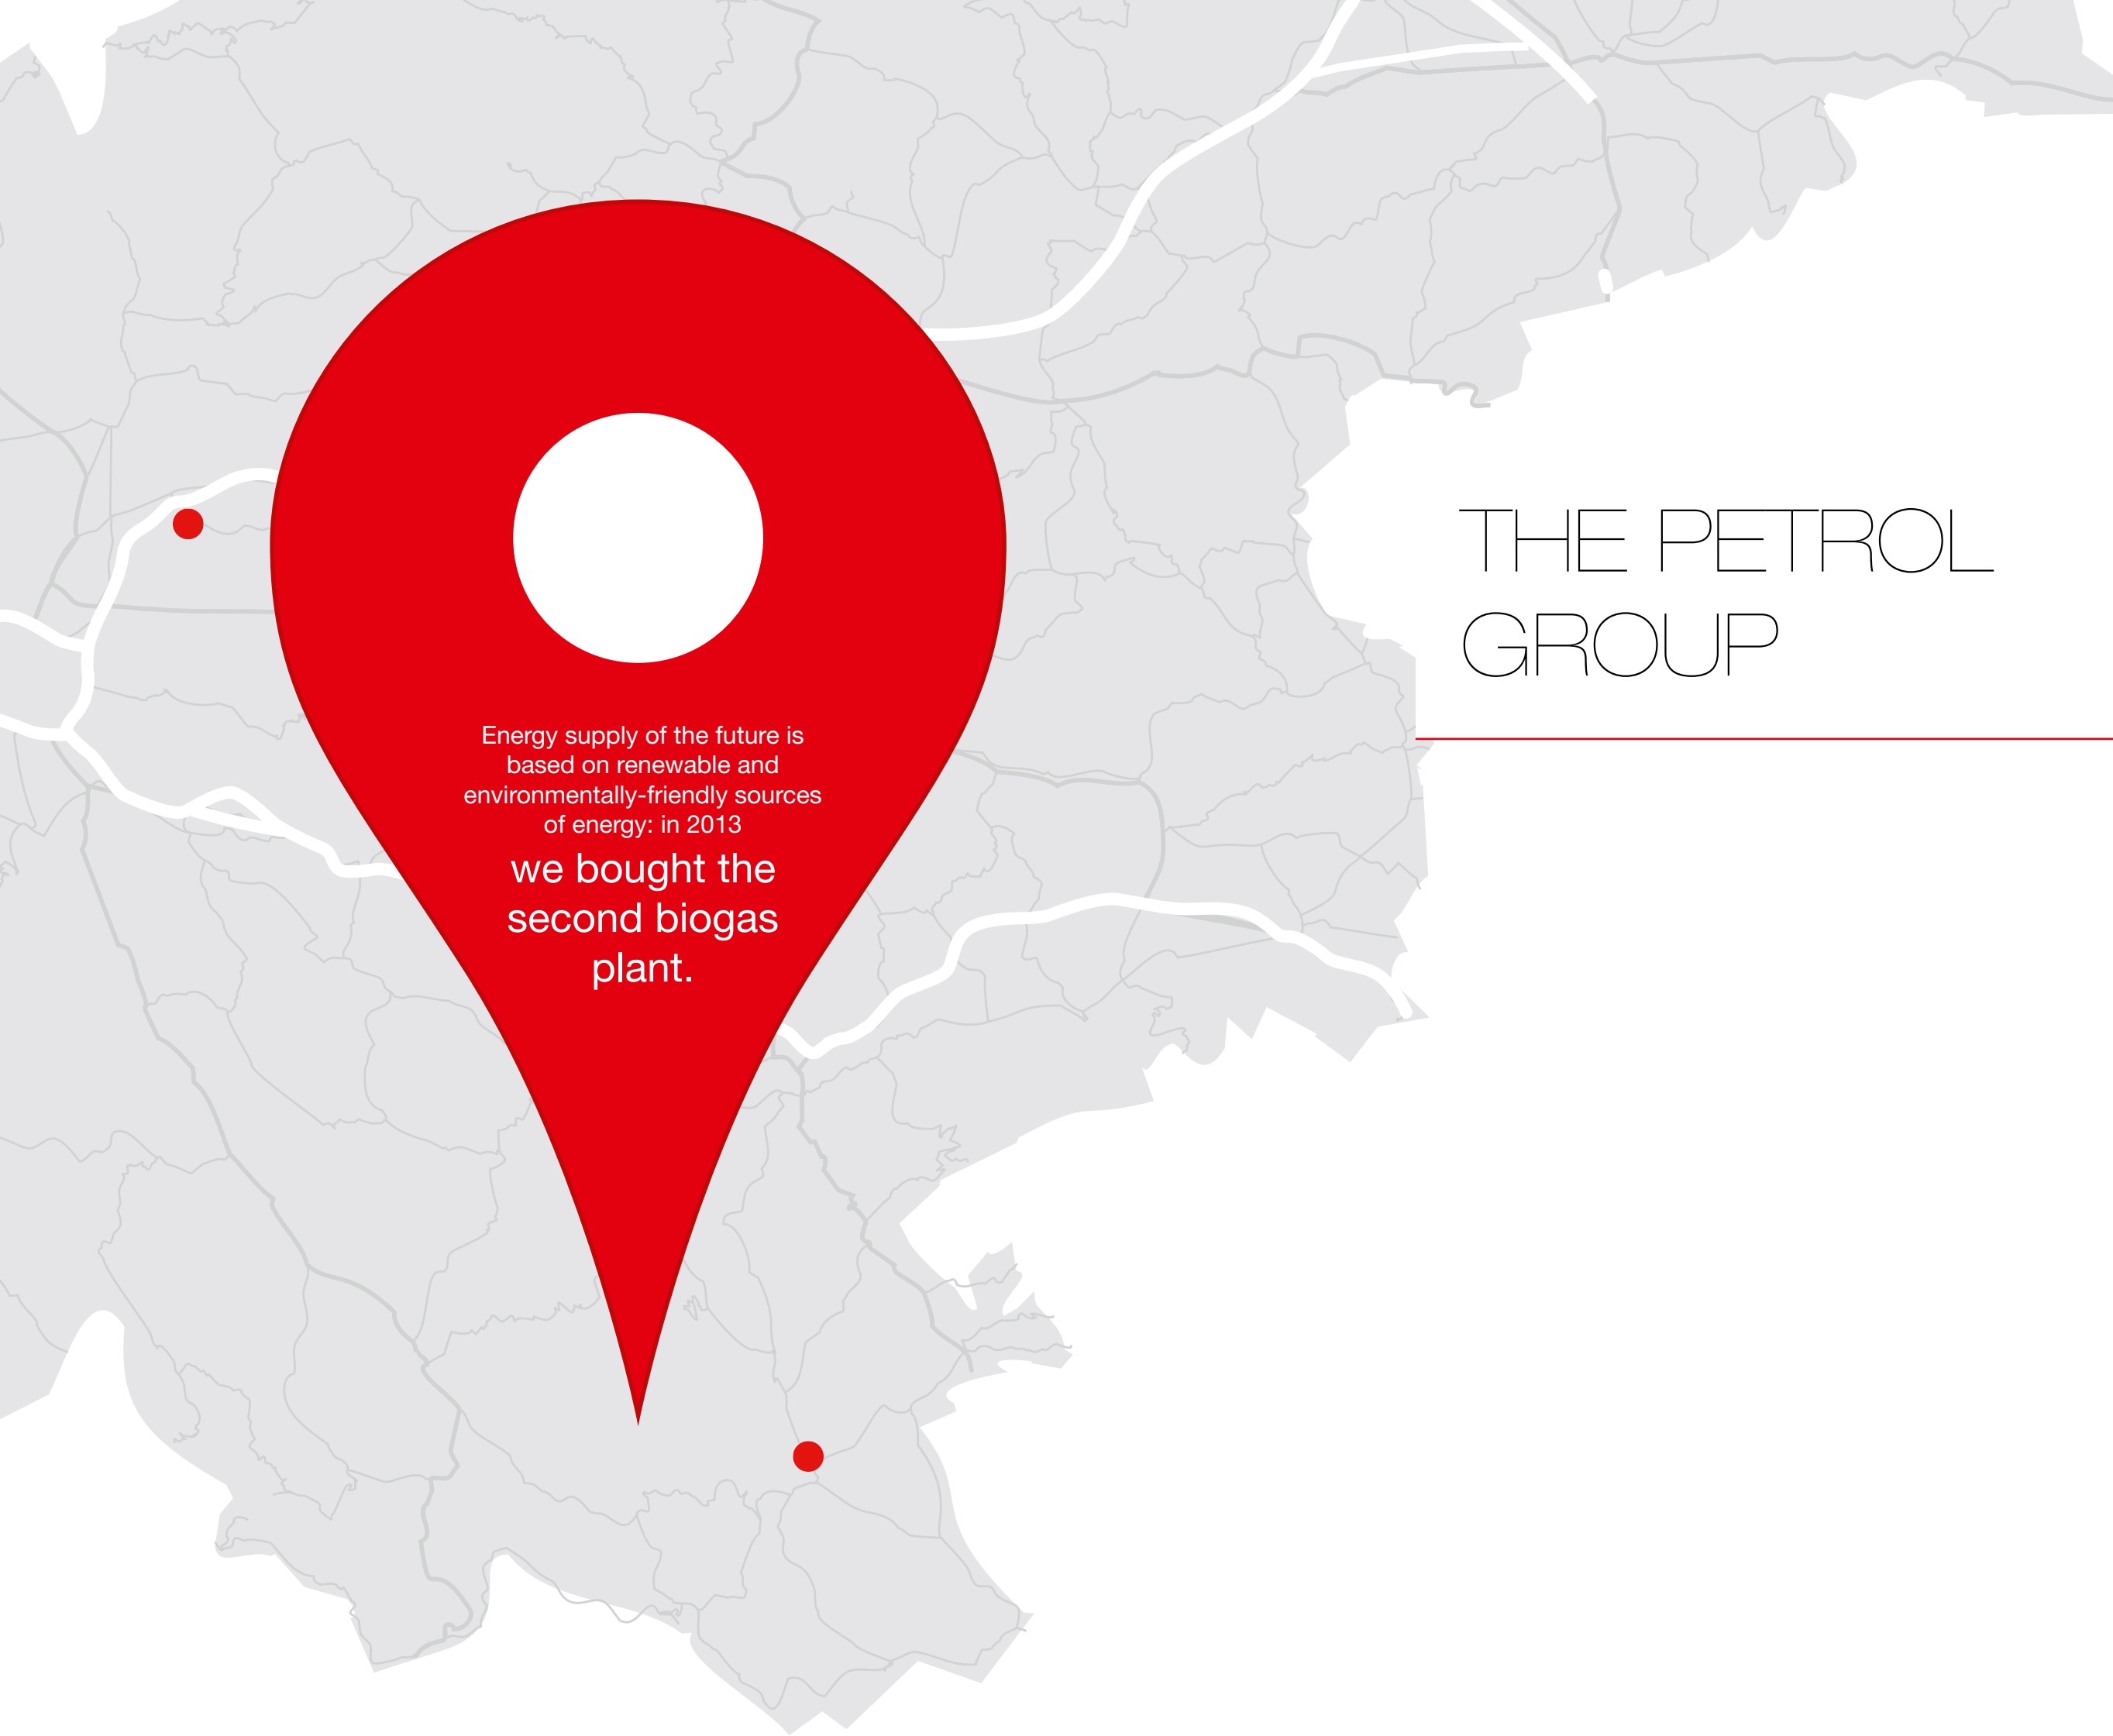 THE PETROL
GROUP
Energy supply of the future is
based on renewable and
environmentally-friendly sources
of energy: in 2013
we bought the
second biogas
plant.